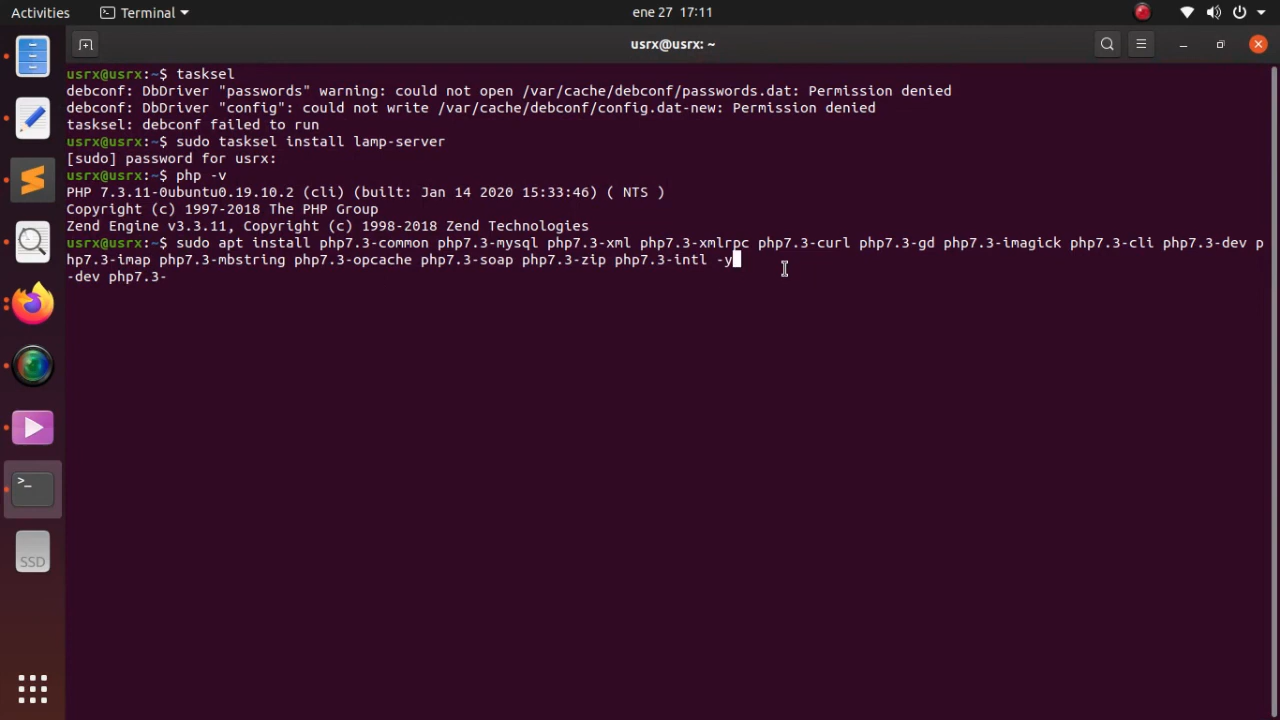 Activities Terminal ene 27 17:11
usrx@usrx: ~
usrx@usrx:~$ tasksel
debconf: DbDriver "passwords" warning: could not open /var/cache/debconf/passwords.dat: Permission denied
debconf: DbDriver "config": could not write /var/cache/debconf/config.dat-new: Permission denied
tasksel: debconf failed to run
usrx@usrx:~$ sudo tasksel install lamp-server
[sudo] password for usrx:
usrx@usrx:~$ php -v
PHP 7.3.11-0ubuntu0.19.10.2 (cli) (built: Jan 14 2020 15:33:46) ( NTS )
Copyright (c) 1997-2018 The PHP Group
Zend Engine v3.3.11, Copyright (c) 1998-2018 Zend Technologies
usrx@usrx:~$ sudo apt install php7.3-common php7.3-mysql php7.3-xml php7.3-xmlrpc php7.3-curl php7.3-gd php7.3-imagick php7.3-cli php7.3-dev p
hp7.3-imap php7.3-mbstring php7.3-opcache php7.3-soap php7.3-zip php7.3-intl -y
-dev php7.3-
>_
SSD